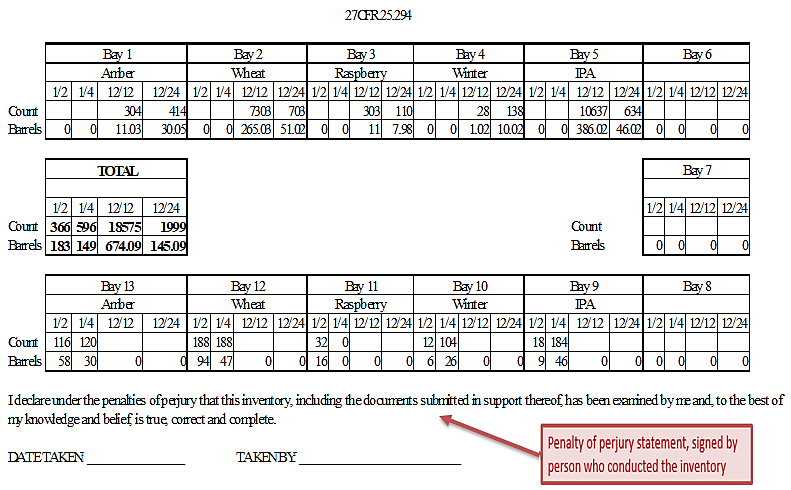 27CFR25.294
Bay 1 Bay 2 Bay 3 Bay 4 Bay 5 Bay 6
Amber Wheat Raspberry Winter IPA
1/2 1/4 12/12 12/24 1/2 1/4 12/12 12/24 1/2 1/4 12/12 12/24 1/2 1/4 12/12 12/24 1/2 1/4 12/12 12/24 1/2 1/4 12/12 12/24
Count 304 414 7303 703 303 110 28 138 10637 634
Barrels 0 0 11.03 30.05 0 0 265.03 51.02 0 0 11 7.98 0 0 1.02 10.02 0 0 386.02 46.02 0 0 0 0
TOTAL Bay 7
1/2 1/4 12/12 12/24 1/2 1/4 12/12 12/24
Count 366 596 18575 1999 Count
Barrels 183 149 674.09 145.09 Barrels 0 0 0 0
Bay 13 Bay 12 Bay 11 Bay 10 Bay 9 Bay 8
Amber Wheat Raspberry Winter IPA
1/2 1/4 12/12 12/24 1/2 1/4 12/12 12/24 1/2 1/4 12/12 12/24 1/2 1/4 12/12 12/24 1/2 1/4 12/12 12/24 1/2 1/4 12/12 12/24
Count 116 120 188 188 32 0 12 104 18 184
Barrels 58 30 0 0 94 47 0 0 16 0 0 0 6 26 0 0 9 46 0 0 0 0 0 0
I declare under the penalties of perjury that this inventory, including the documents submitted in support thereof, has been examined by me and, to the best of
my knowledge and belief, is true, correct and complete.
Penalty of perjury statement, signed by
person who conducted the inventory
DATE TAKEN ________________ TAKEN BY __________________________